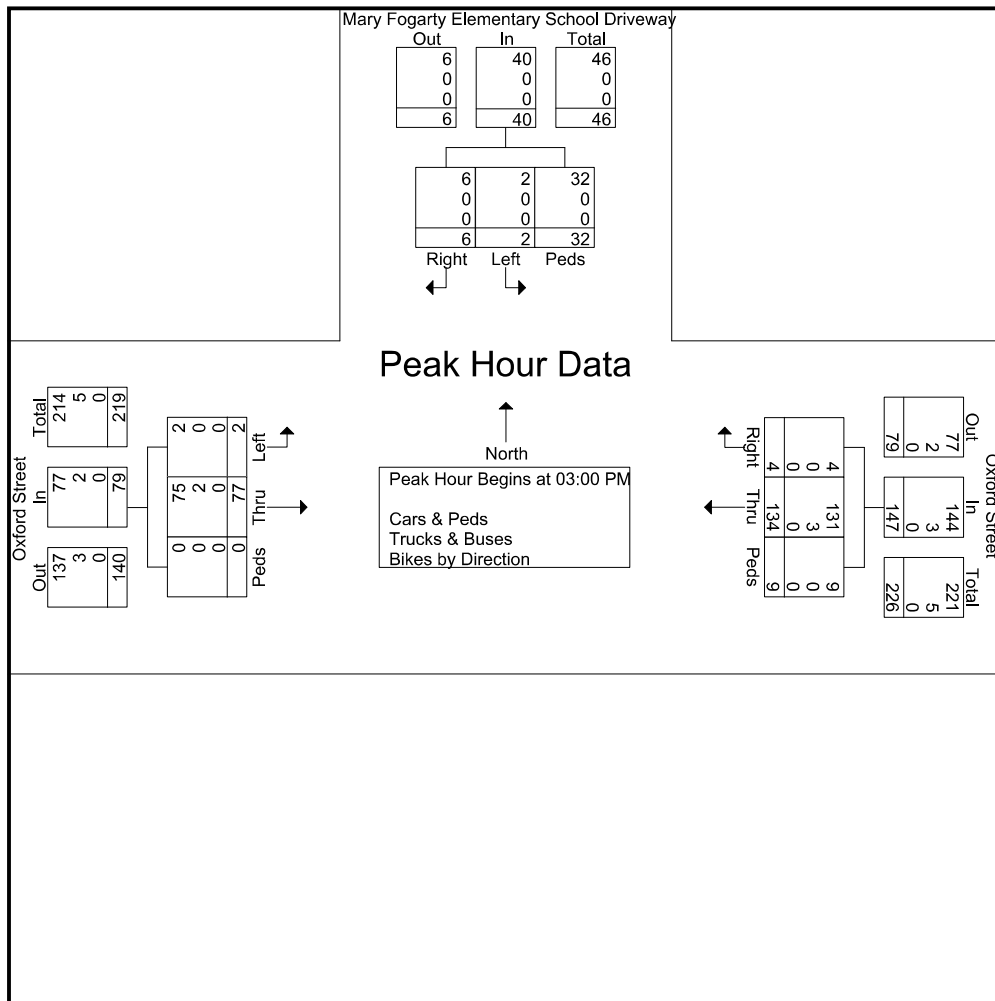 Mary Fogarty Elementary School Driveway
Out In Total
6 40 46
0 0 0
0 0 0
6 40 46
6 2 32
0 0 0
0 0 0
6 2 32
Right Left Peds
Peak Hour Data
North
Peak Hour Begins at 03:00 PM
Cars & Peds
Trucks & Buses
Bikes by Direction
Oxford Street
Out In Total
137 77 214
3 2 5
0 0 0
140 79 219
Peds Thru Left
0 75 2
0 2 0
0 0 0
0 77 2
Oxford Street
Out In Total
77 144 221
2 3 5
0 0 0
79 147 226
Right Thru Peds
4 131 9
0 3 0
0 0 0
4 134 9